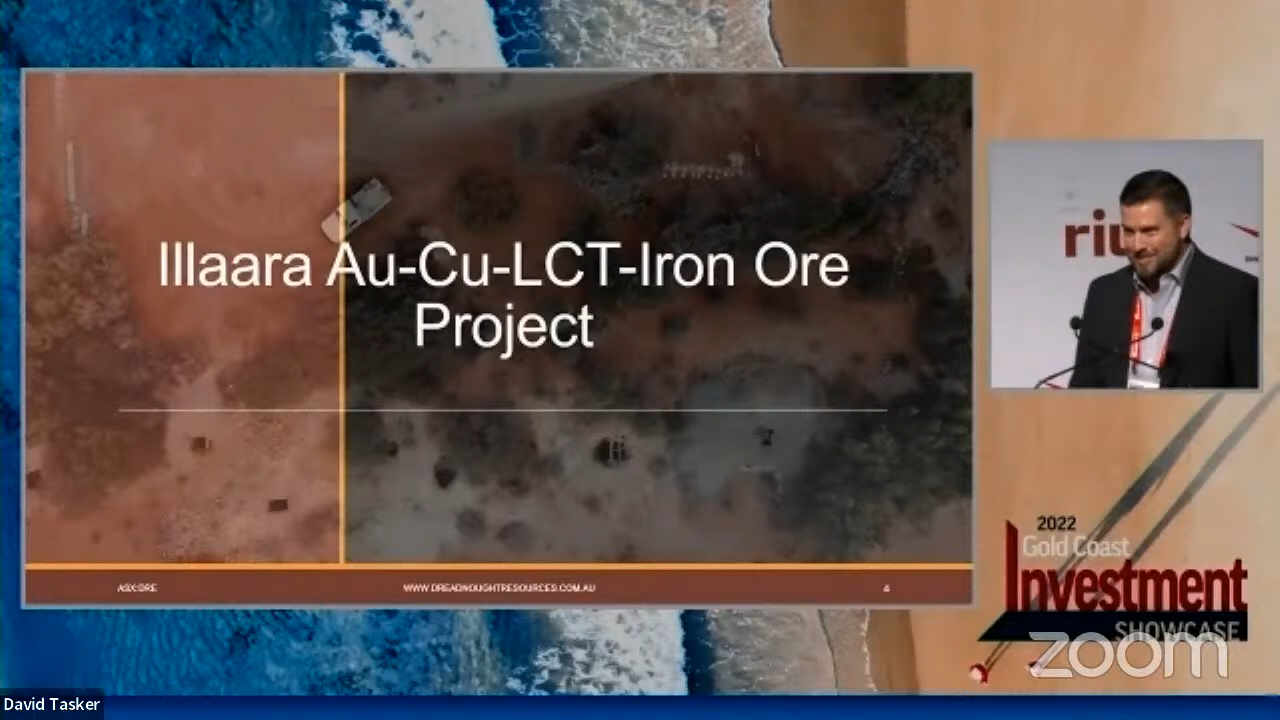 Illaara Au-Cu-LCT-Iron Ore
Project
ASX:DRE
WWW.DREADNOUGHTRESOURCES.COM.AU
4
riu
2022
Gold Coast
Investment
SHOWCASE
zoom
David Tasker